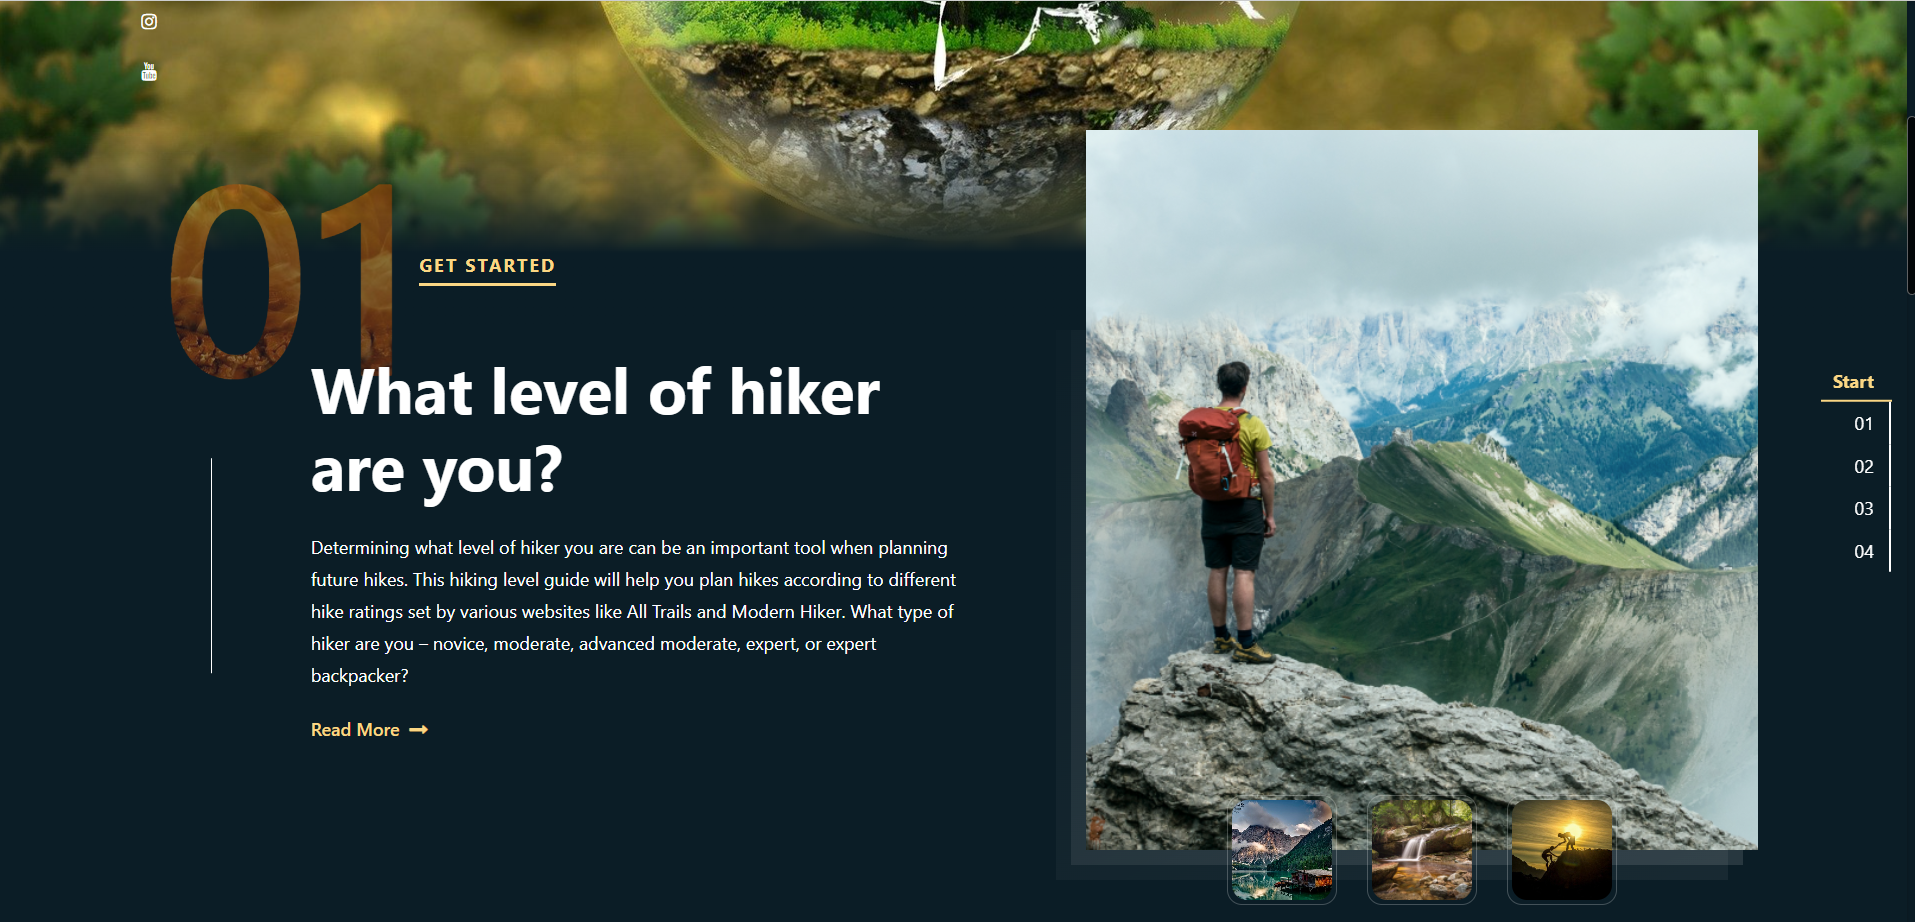 You
Tube
01
GET STARTED
What level of hiker
are you?
Determining what level of hiker you are can be an important tool when planning
future hikes. This hiking level guide will help you plan hikes according to different
hike ratings set by various websites like All Trails and Modern Hiker. What type of
hiker are you – novice, moderate, advanced moderate, expert, or expert
backpacker?
Read More
Start
01
02
03
04